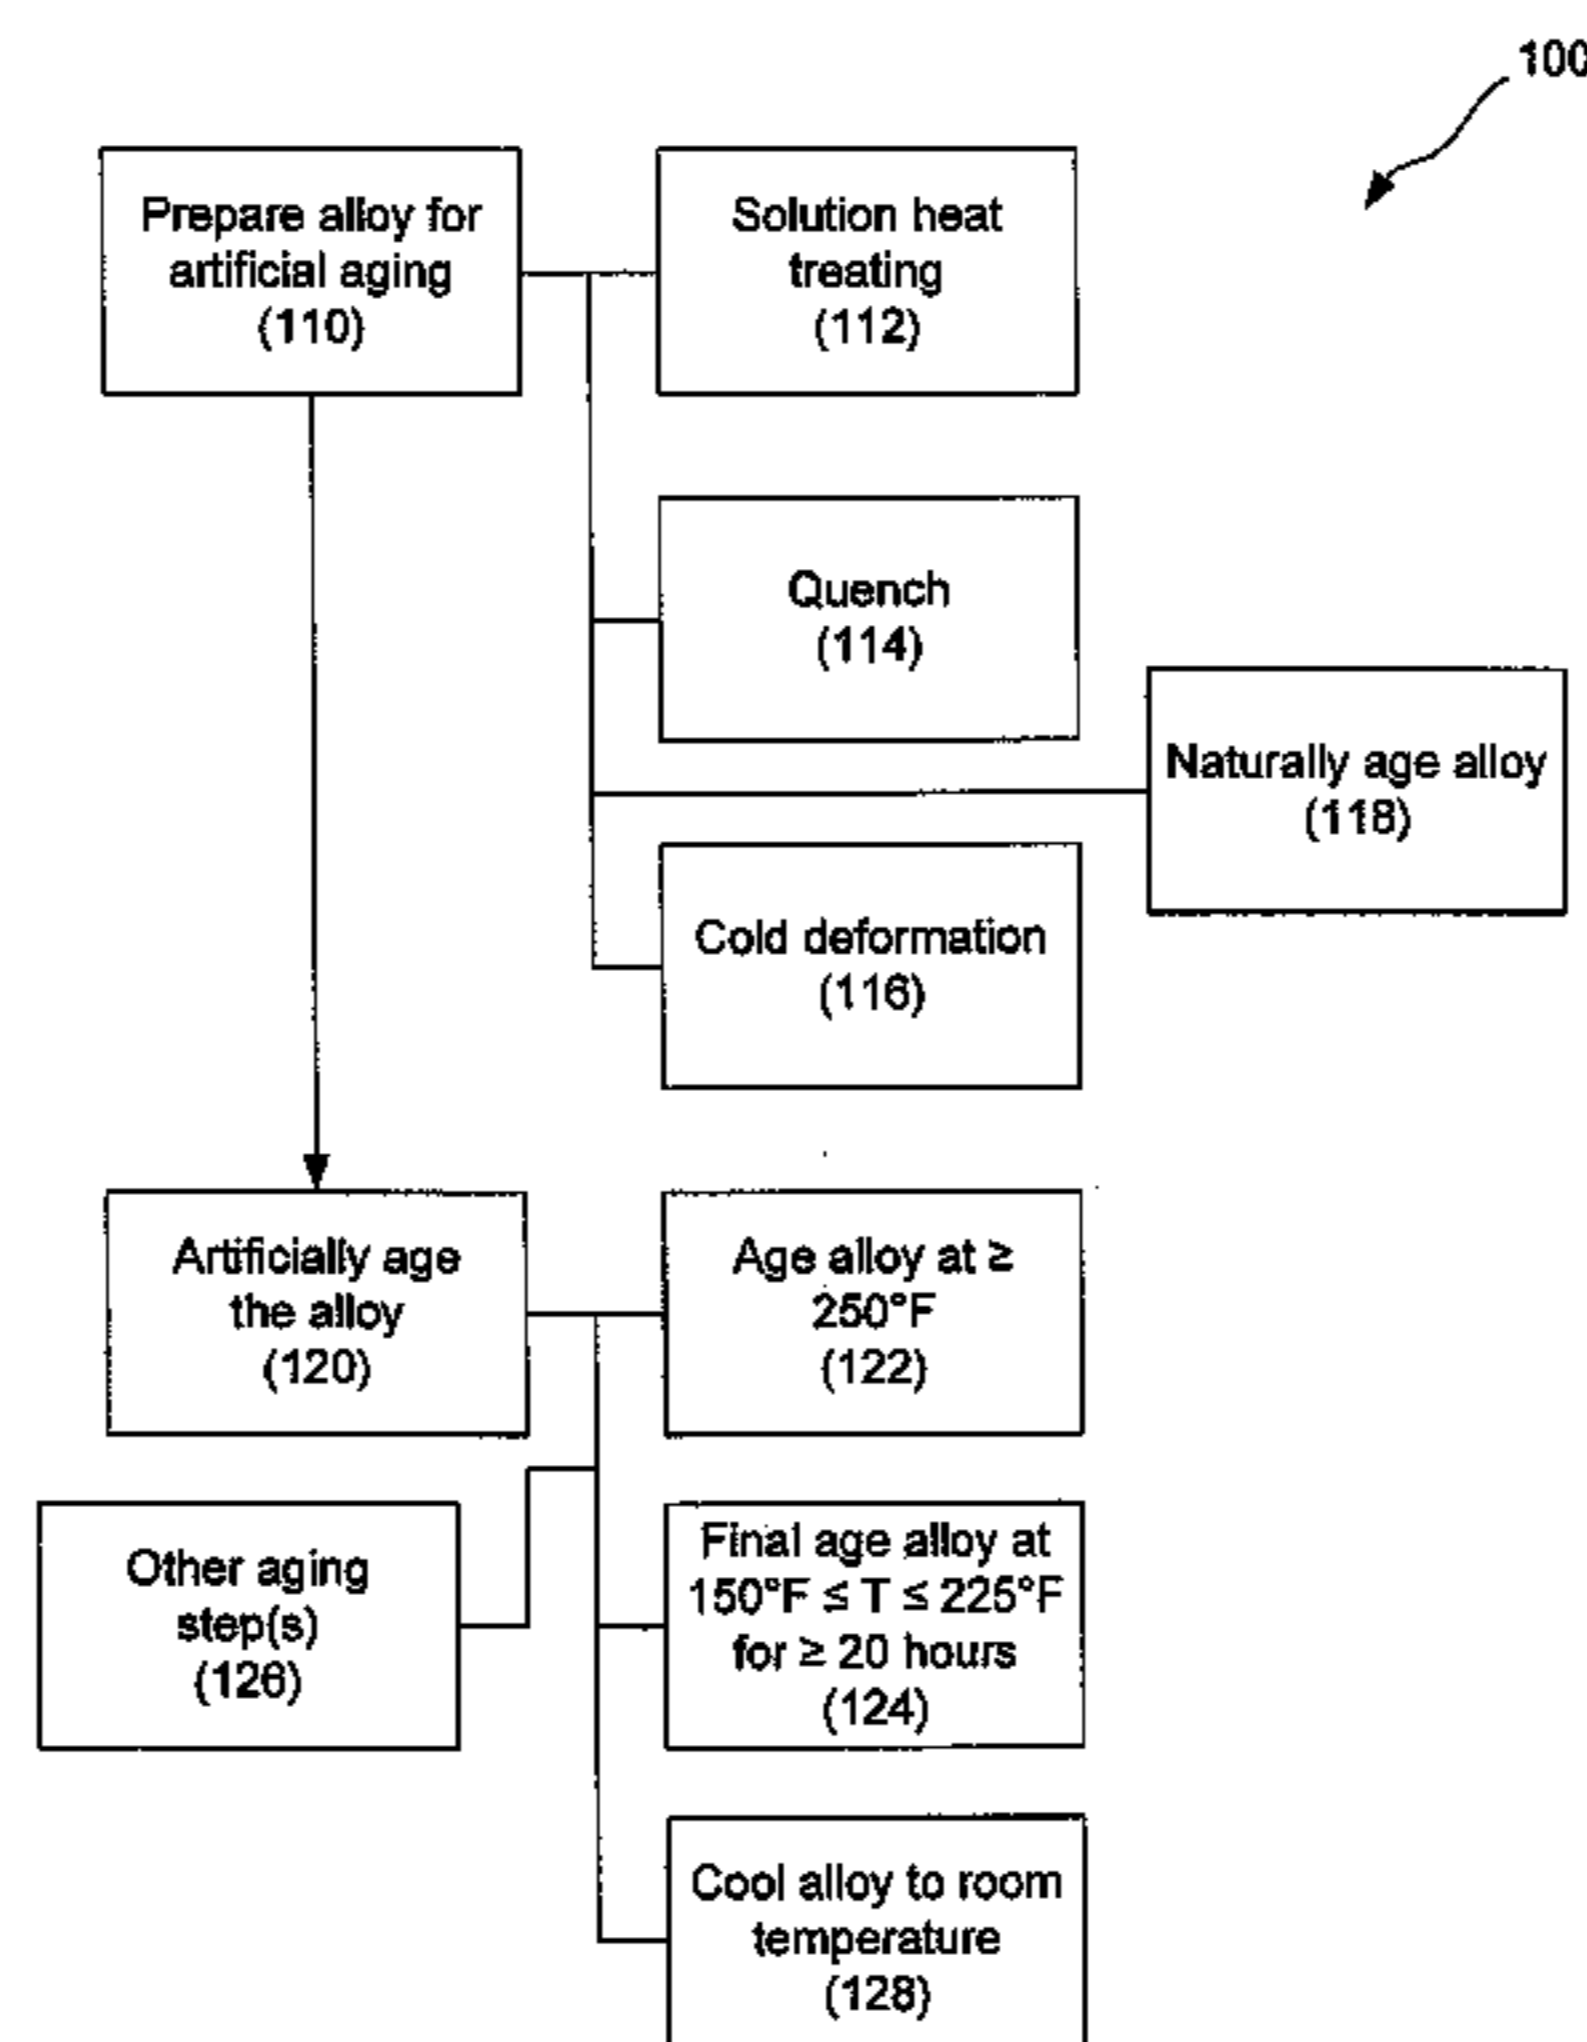 100
Prepare alloy for
artificial aging
(110)
Solution heat
treating
(112)
Quench
(114)
Naturally age alloy
(118)
Cold deformation
(116)
Artificially age
the alloy
(120)
Age alloy at ≥
250°F
(122)
Other aging
step(s)
(126)
Final age alloy at
150°F ≤ T ≤ 225°F
for ≥ 20 hours
(124)
Cool alloy to room
temperature
(128)